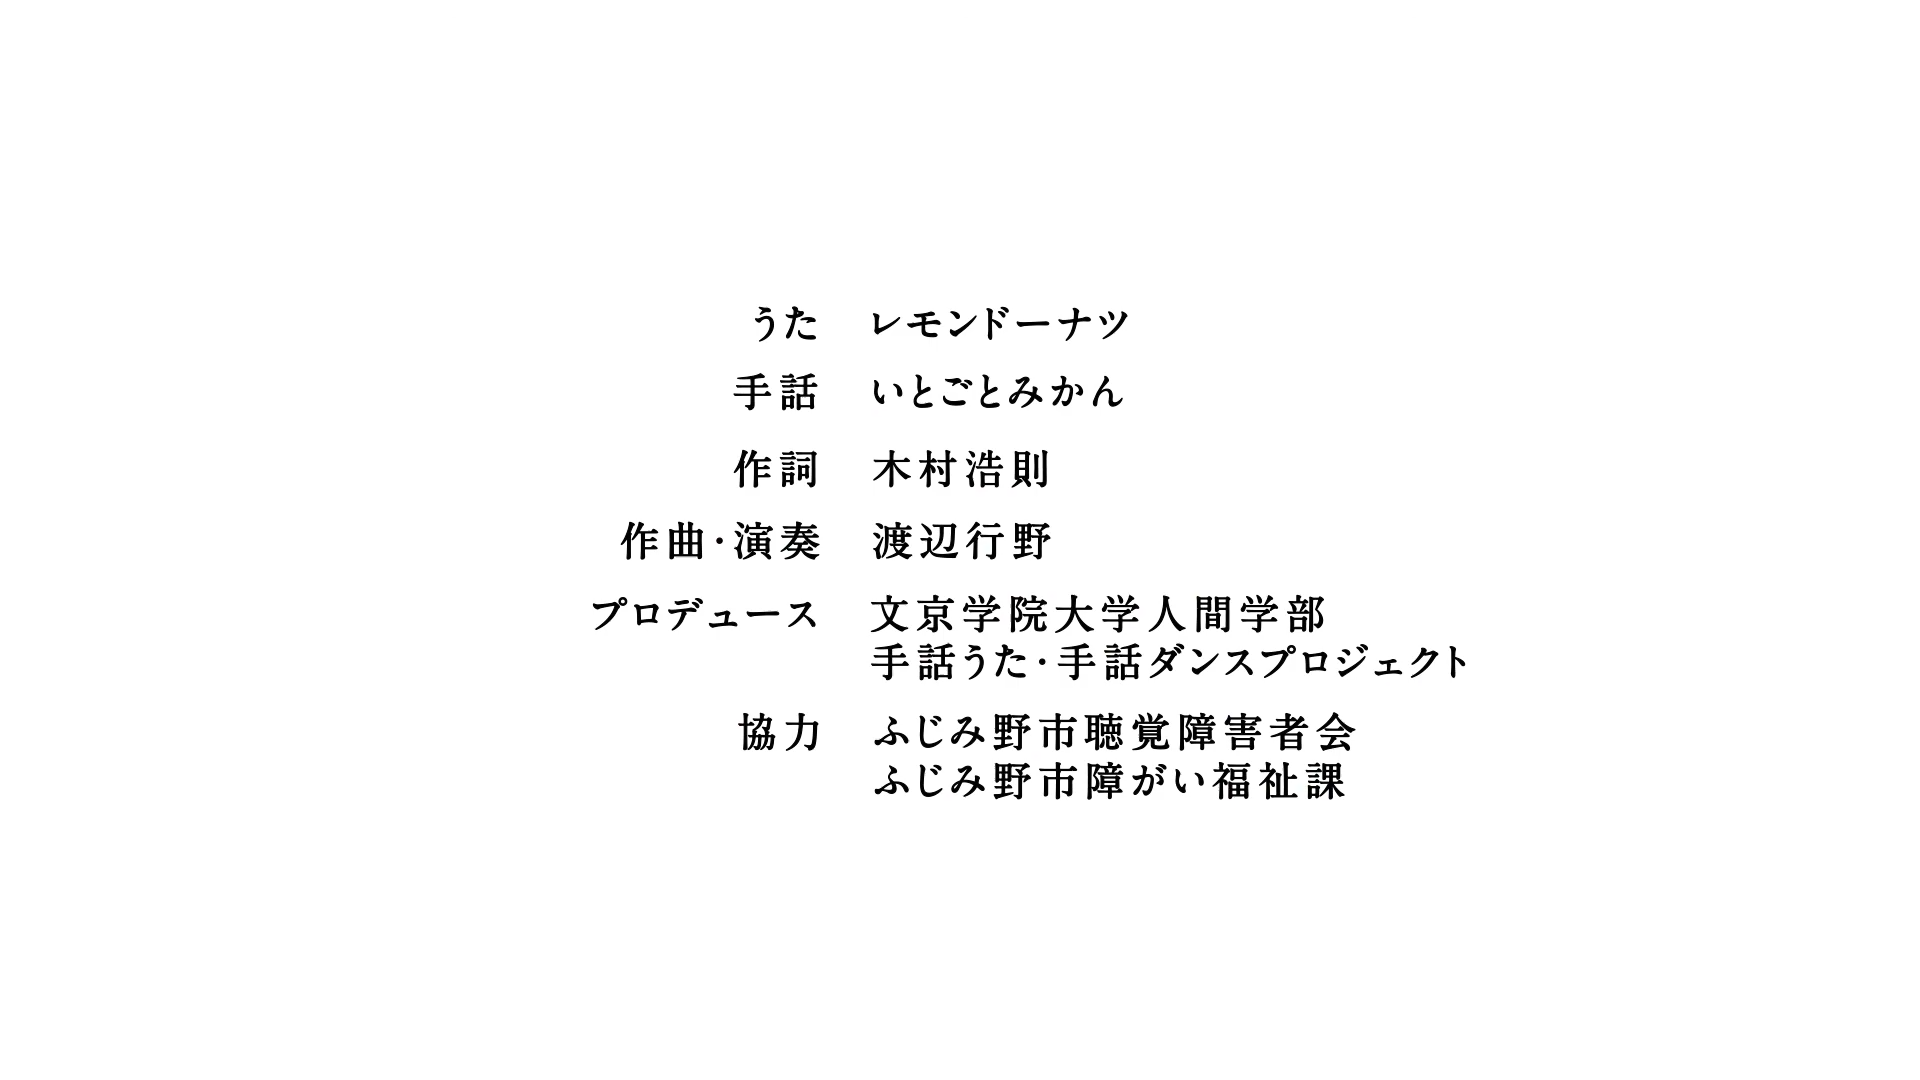 うた レモンドーナツ
手話 いとごとみかん
作詞 木村浩則
作曲・演奏 渡辺行野
プロデュース 文京学院大学人間学部
手話うた・手話ダンスプロジェクト
協力 ふじみ野市聴覚障害者会
ふじみ野市障がい福祉課